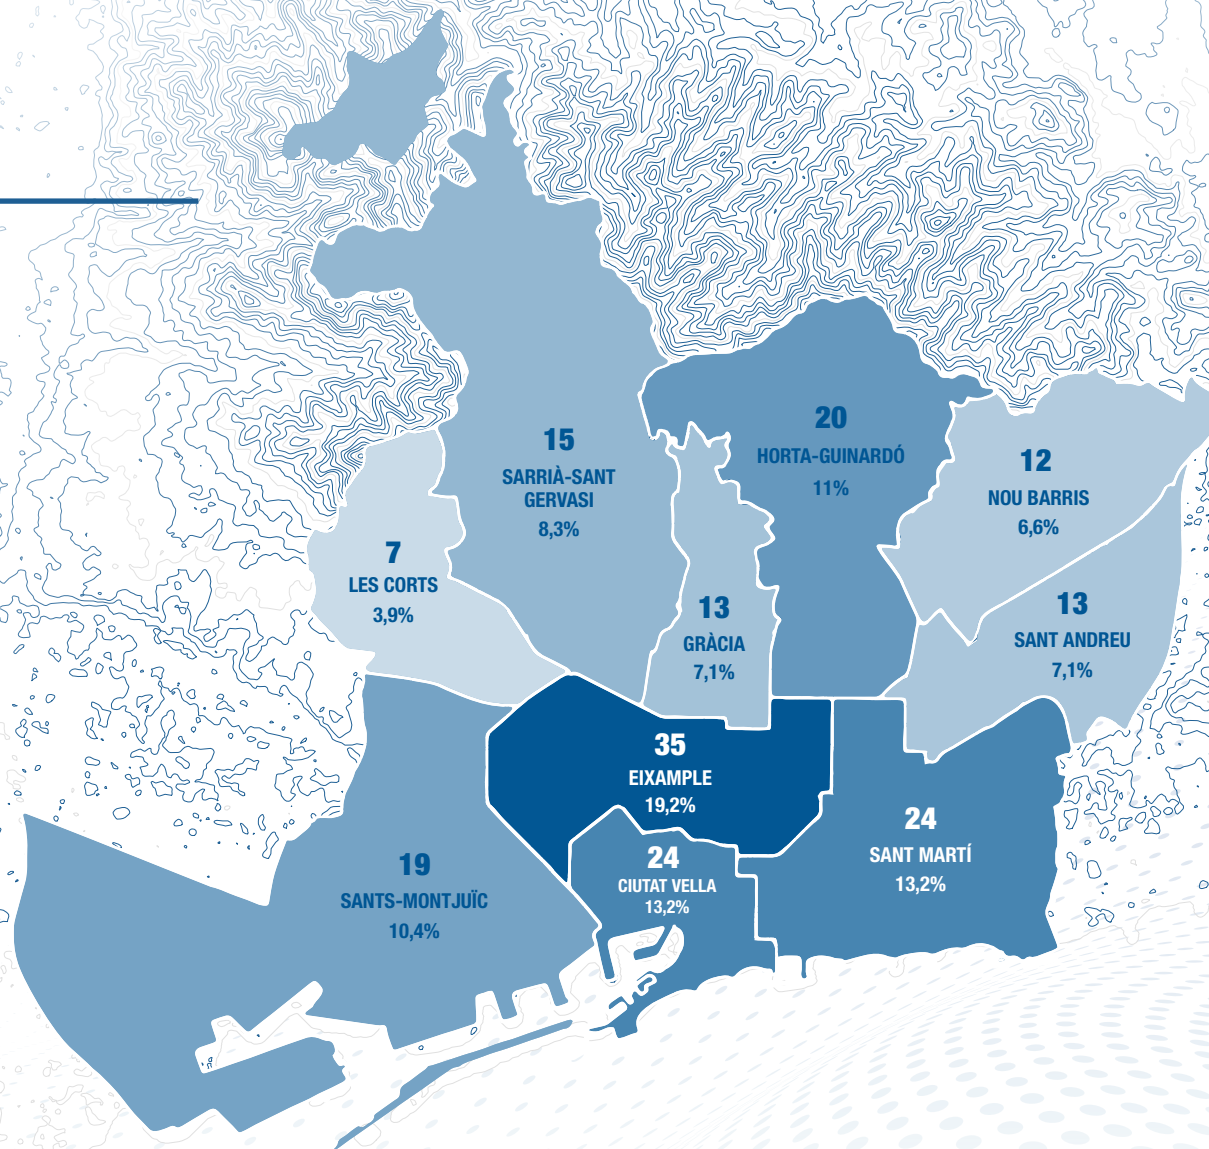 15
SARRIÀ-SANT
GERVASI
8,3%
20
HORTA-GUINARDÓ
11%
12
NOU BARRIS
6,6%
7
LES CORTS
3,9%
13
GRÀCIA
7,1%
13
SANT ANDREU
7,1%
35
EIXAMPLE
19,2%
24
SANT MARTÍ
13,2%
24
CIUTAT VELLA
13,2%
19
SANTS-MONTJUÏC
10,4%